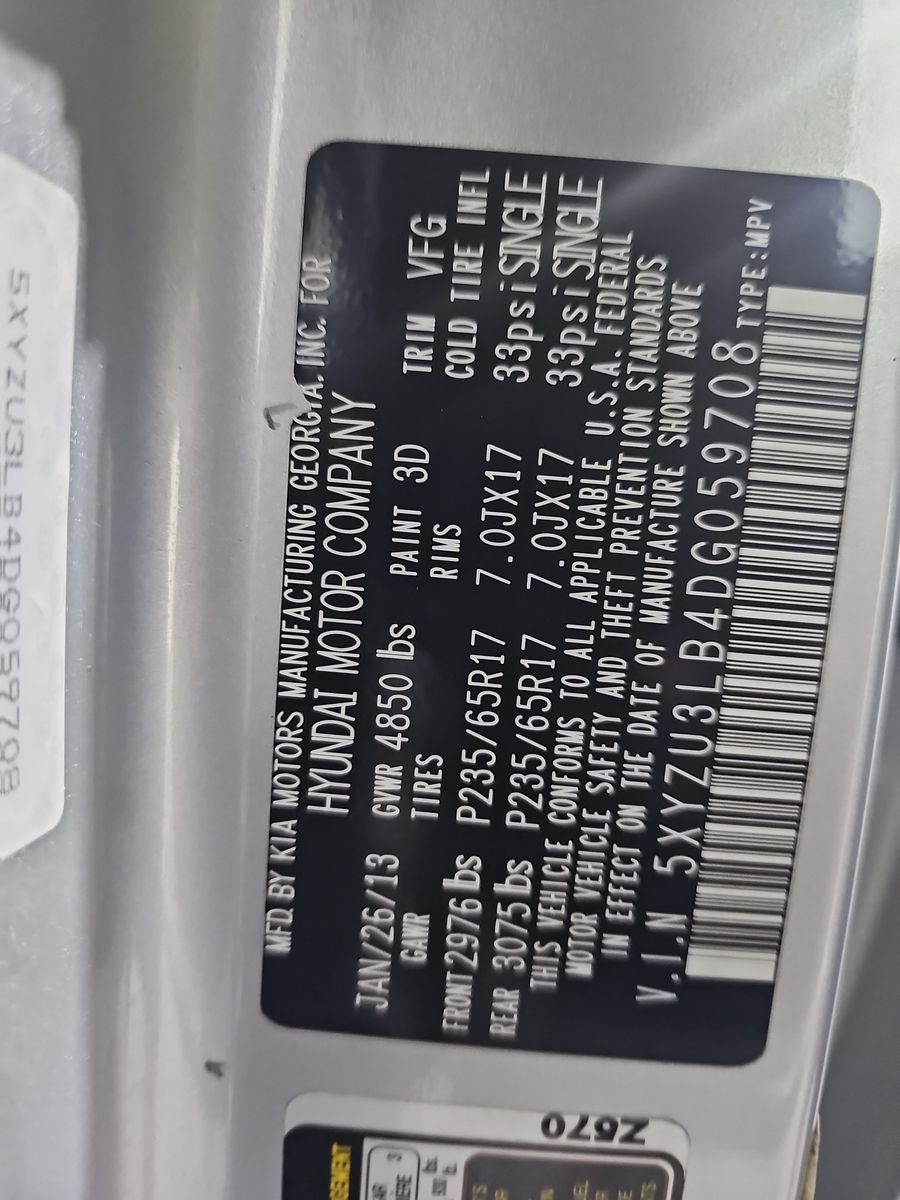 MFD. BY KIA MOTORS MANUFACTURING GEORGIA. INC. FOR
HYUNDAI MOTOR COMPANY
JAN/26/13 GVWR 4850 lbs PAINT 3D TRIM VFG
GAWR TIRES RIMS COLD TIRE INFL
FRONT 2976 lbs P235/65R17 7.0JX17 33psi SINGLE
REAR 3075 lbs P235/65R17 7.0JX17 33psi SINGLE
THIS VEHICLE CONFORMS TO ALL APPLICABLE U.S.A. FEDERAL
MOTOR VEHICLE SAFETY AND THEFT PREVENTION STANDARDS
IN EFFECT ON THE DATE OF MANUFACTURE SHOWN ABOVE
V.I.N 5XYZU3LB4DG059708 TYPE:MPV
5XYZU3LB4DG059708
A
Z570